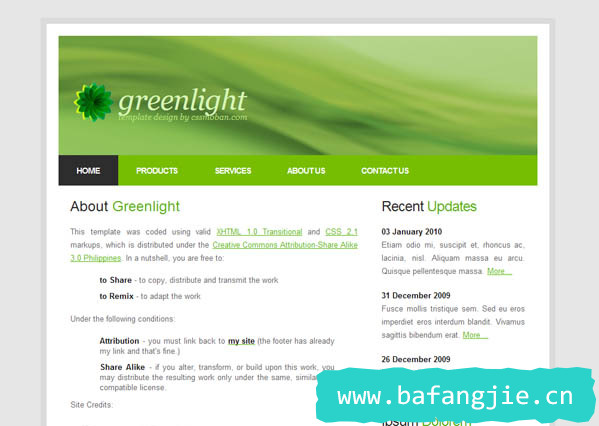 greenlight
template design by cssmoban.com
HOME PRODUCTS SERVICES ABOUT US CONTACT US
About Greenlight
This template was coded using valid XHTML 1.0 Transitional and CSS 2.1
markups, which is distributed under the Creative Commons Attribution-Share Alike
3.0 Philippines. In a nutshell, you are free to:
to Share - to copy, distribute and transmit the work
to Remix - to adapt the work
Under the following conditions:
Attribution - you must link back to my site (the footer has already
my link and that's fine.)
Share Alike - if you alter, transform, or build upon this work, you
may distribute the resulting work only under the same, similar
compatible license.
Site Credits:
Recent Updates
03 January 2010
Etiam odio mi, suscipit et, rhoncus ac,
lacinia, nisl. Aliquam massa eu arcu.
Quisque pellentesque massa. More...
31 December 2009
Fusce mollis tristique sem. Sed eu eros
imperdiet eros interdum blandit. Vivamus
sagittis bibendum erat. More...
26 December 2009
www.bafangjie.cn